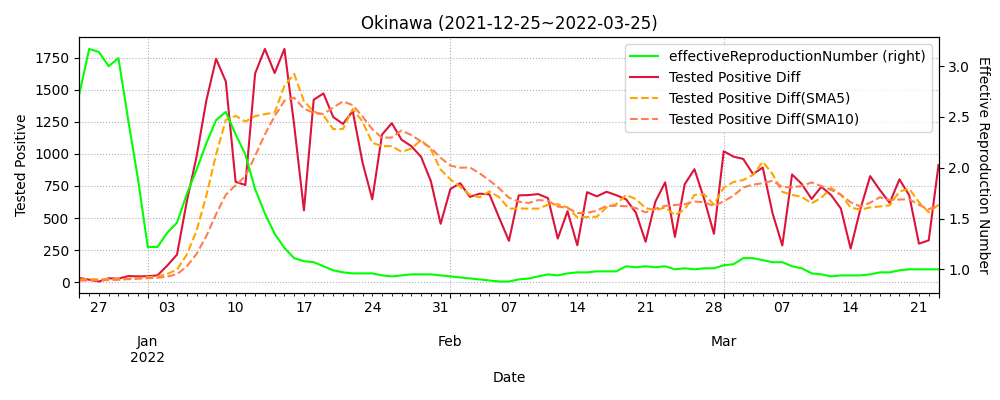 Okinawa (2021-12-25~2022-03-25)
effectiveReproductionNumber (right)
Tested Positive Diff
Tested Positive Diff(SMA5)
Tested Positive Diff(SMA10)
Tested Positive
1750
1500
1250
1000
750
500
250
0
3.0
2.5
2.0
1.5
1.0
Effective Reproduction Number
27 03 10 17 24 31 07 14 21 28 07 14 21
Jan Feb Mar
2022
Date